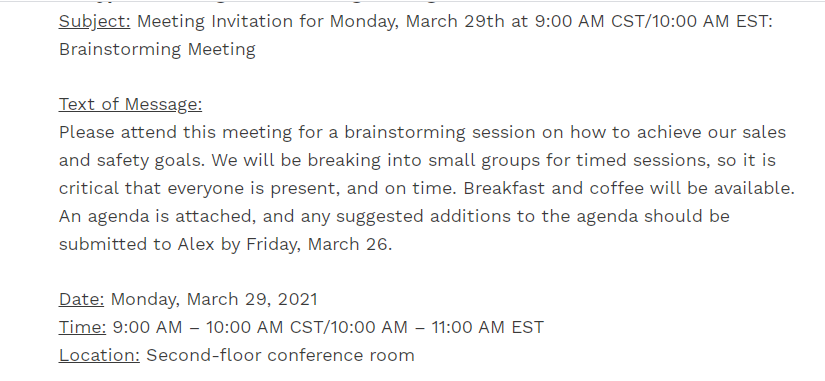 Subject: Meeting Invitation for Monday, March 29th at 9:00 AM CST/10:00 AM EST:
Brainstorming Meeting
Text of Message:
Please attend this meeting for a brainstorming session on how to achieve our sales
and safety goals. We will be breaking into small groups for timed sessions, so it is
critical that everyone is present, and on time. Breakfast and coffee will be available.
An agenda is attached, and any suggested additions to the agenda should be
submitted to Alex by Friday, March 26.
Date: Monday, March 29, 2021
Time: 9:00 AM – 10:00 AM CST/10:00 AM – 11:00 AM EST
Location: Second-floor conference room